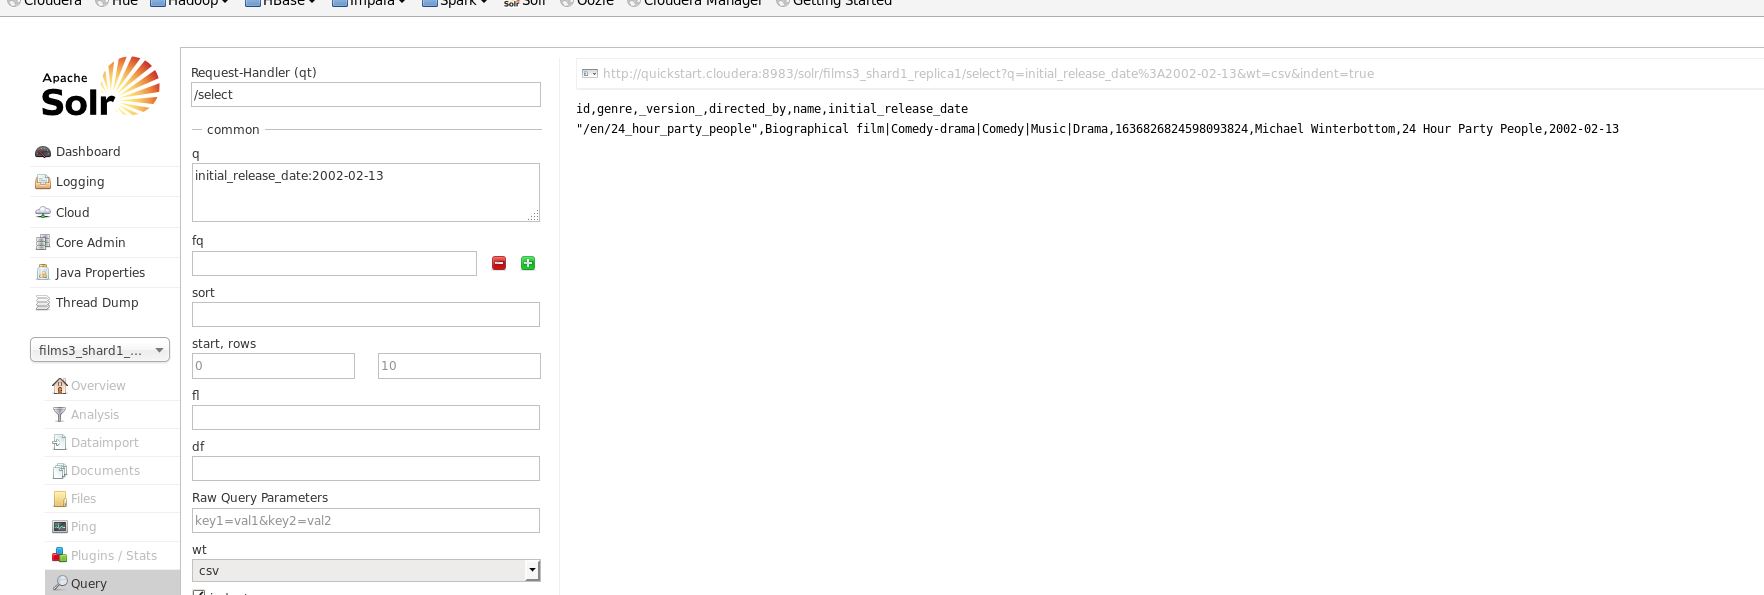 Cloudera Hue Hadoop HBase Impala Spark Solr Oozie Cloudera Manager Getting Started
Apache
Solr
Dashboard
Logging
Cloud
Core Admin
Java Properties
Thread Dump
films3_shard1_...
Overview
Analysis
Dataimport
Documents
Files
Ping
Plugins / Stats
Query
Request-Handler (qt)
/select
common
q
initial_release_date:2002-02-13
fq
sort
start, rows
0 10
fl
df
Raw Query Parameters
key1=val1&key2=val2
wt
csv
indent
http://quickstart.cloudera:8983/solr/films3_shard1_replica1/select?q=initial_release_date%3A2002-02-13&wt=csv&indent=true
id,genre,_version_,directed_by,name,initial_release_date
"/en/24_hour_party_people",Biographical film|Comedy-drama|Comedy|Music|Drama,1636826824598093824,Michael Winterbottom,24 Hour Party People,2002-02-13